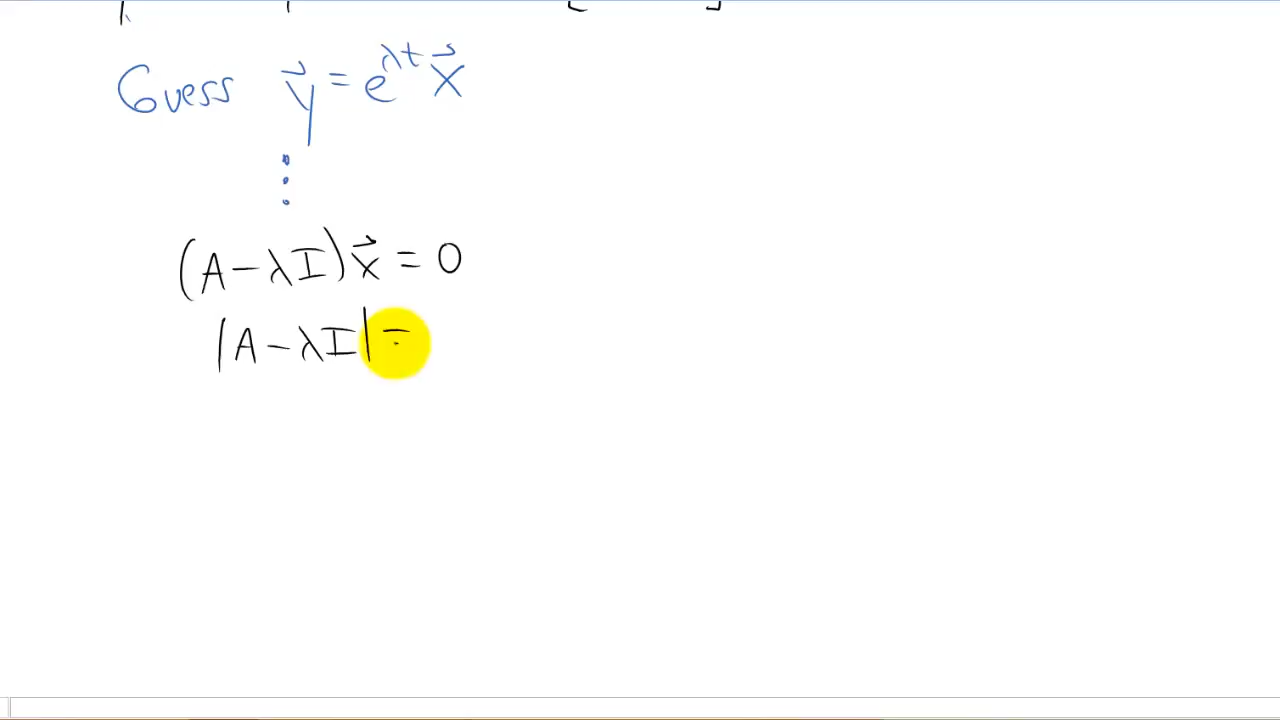 Guess y⃗ = e^{λt} x⃗
⋮
(A - λI) x⃗ = 0
|A - λI| =